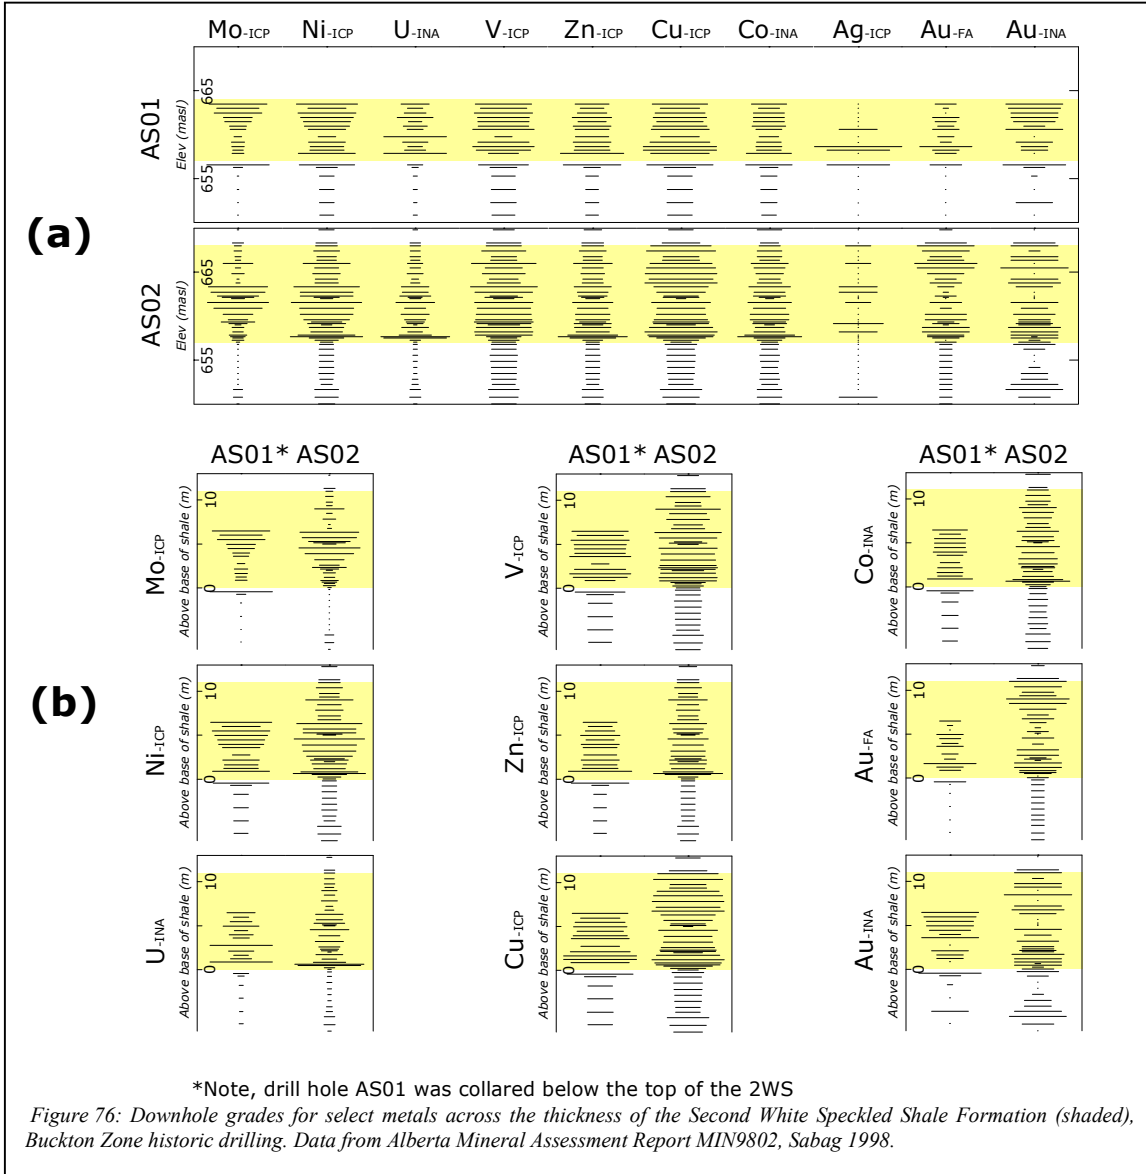 Mo-ICP Ni-ICP U-INA V-ICP Zn-ICP Cu-ICP Co-INA Ag-ICP Au-FA Au-INA
(a)
AS01
Elev (masl)
665
655
AS02
Elev (masl)
665
655
(b)
AS01* AS02
AS01* AS02
AS01* AS02
Mo-ICP
Above base of shale (m)
10
0
V-ICP
Above base of shale (m)
10
0
Co-INA
Above base of shale (m)
10
0
Ni-ICP
Above base of shale (m)
10
0
Zn-ICP
Above base of shale (m)
10
0
Au-FA
Above base of shale (m)
10
0
U-INA
Above base of shale (m)
10
0
Cu-ICP
Above base of shale (m)
10
0
Au-INA
Above base of shale (m)
10
0
*Note, drill hole AS01 was collared below the top of the 2WS
Figure 76: Downhole grades for select metals across the thickness of the Second White Speckled Shale Formation (shaded),
Buckton Zone historic drilling. Data from Alberta Mineral Assessment Report MIN9802, Sabag 1998.